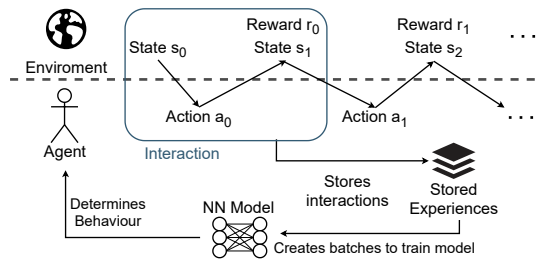 Reward r0
Reward r1
State s0
State s1
State s2
. . .
Enviroment
Action a0
Action a1
. . .
Agent
Interaction
Stores
interactions
Stored
Experiences
Determines
Behaviour
NN Model
Creates batches to train model